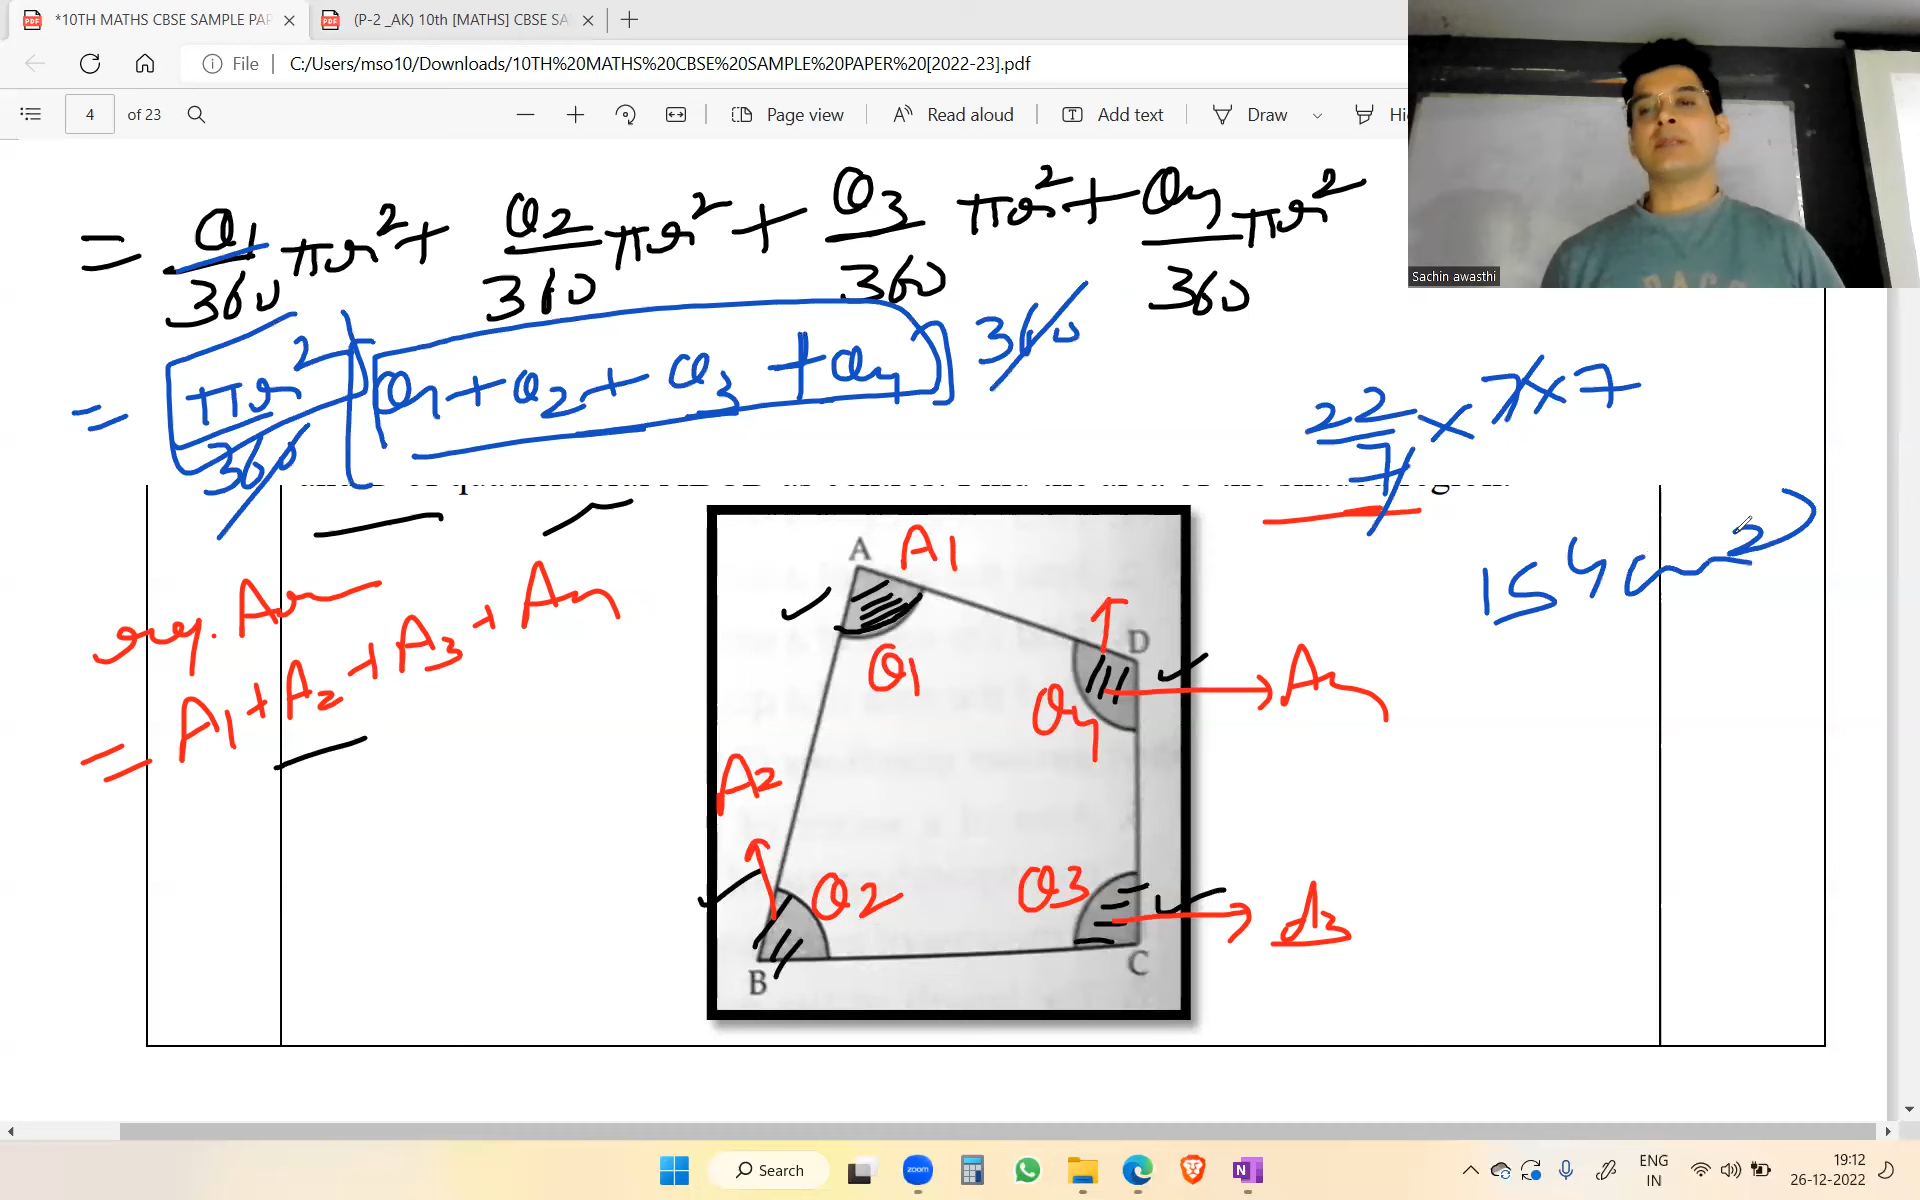 *10TH MATHS CBSE SAMPLE PAP
(P-2 _AK) 10th [MATHS] CBSE SA
File
C:/Users/mso10/Downloads/10TH%20MATHS%20CBSE%20SAMPLE%20PAPER%20[2022-23].pdf
4
of 23
Page view
Read aloud
Add text
Draw
Hi
Sachin awasthi
= θ1/360 πr² + θ2/360 πr² + θ3/360 πr² + θ4/360 πr²
= πr²/360 [θ1 + θ2 + θ3 + θ4] 360
22/7 × 7 × 7
154 cm²
req. Ar
= A1 + A2 + A3 + A4
A
A1
θ1
D
θ4
A4
A2
θ2
B
θ3
C
A3
Search
zoom
N
ENG
IN
19:12
26-12-2022